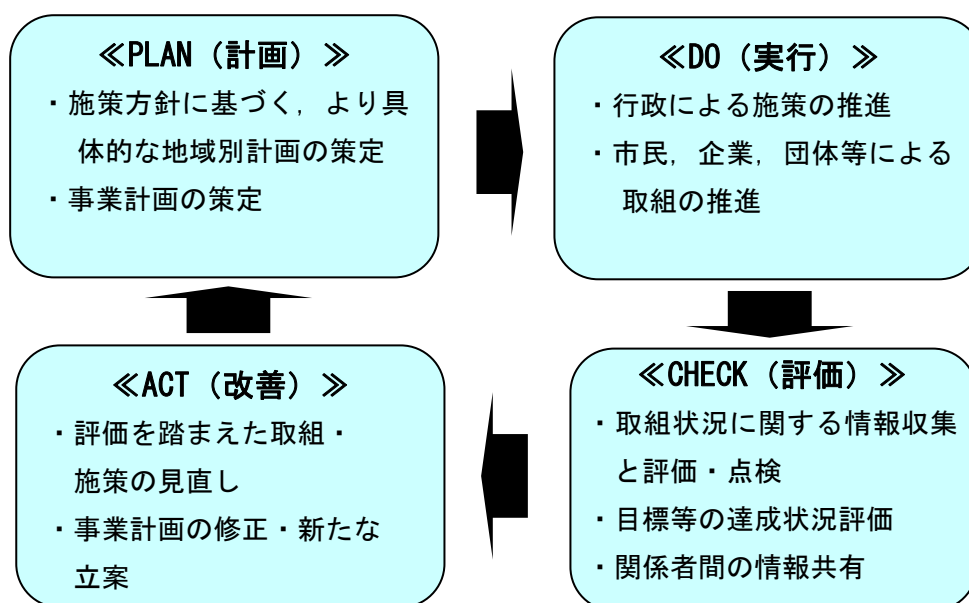 ≪PLAN（計画）≫
・施策方針に基づく，より具
体的な地域別計画の策定
・事業計画の策定
≪DO（実行）≫
・行政による施策の推進
・市民，企業，団体等による
取組の推進
≪CHECK（評価）≫
・取組状況に関する情報収集
と評価・点検
・目標等の達成状況評価
・関係者間の情報共有
≪ACT（改善）≫
・評価を踏まえた取組・
施策の見直し
・事業計画の修正・新たな
立案